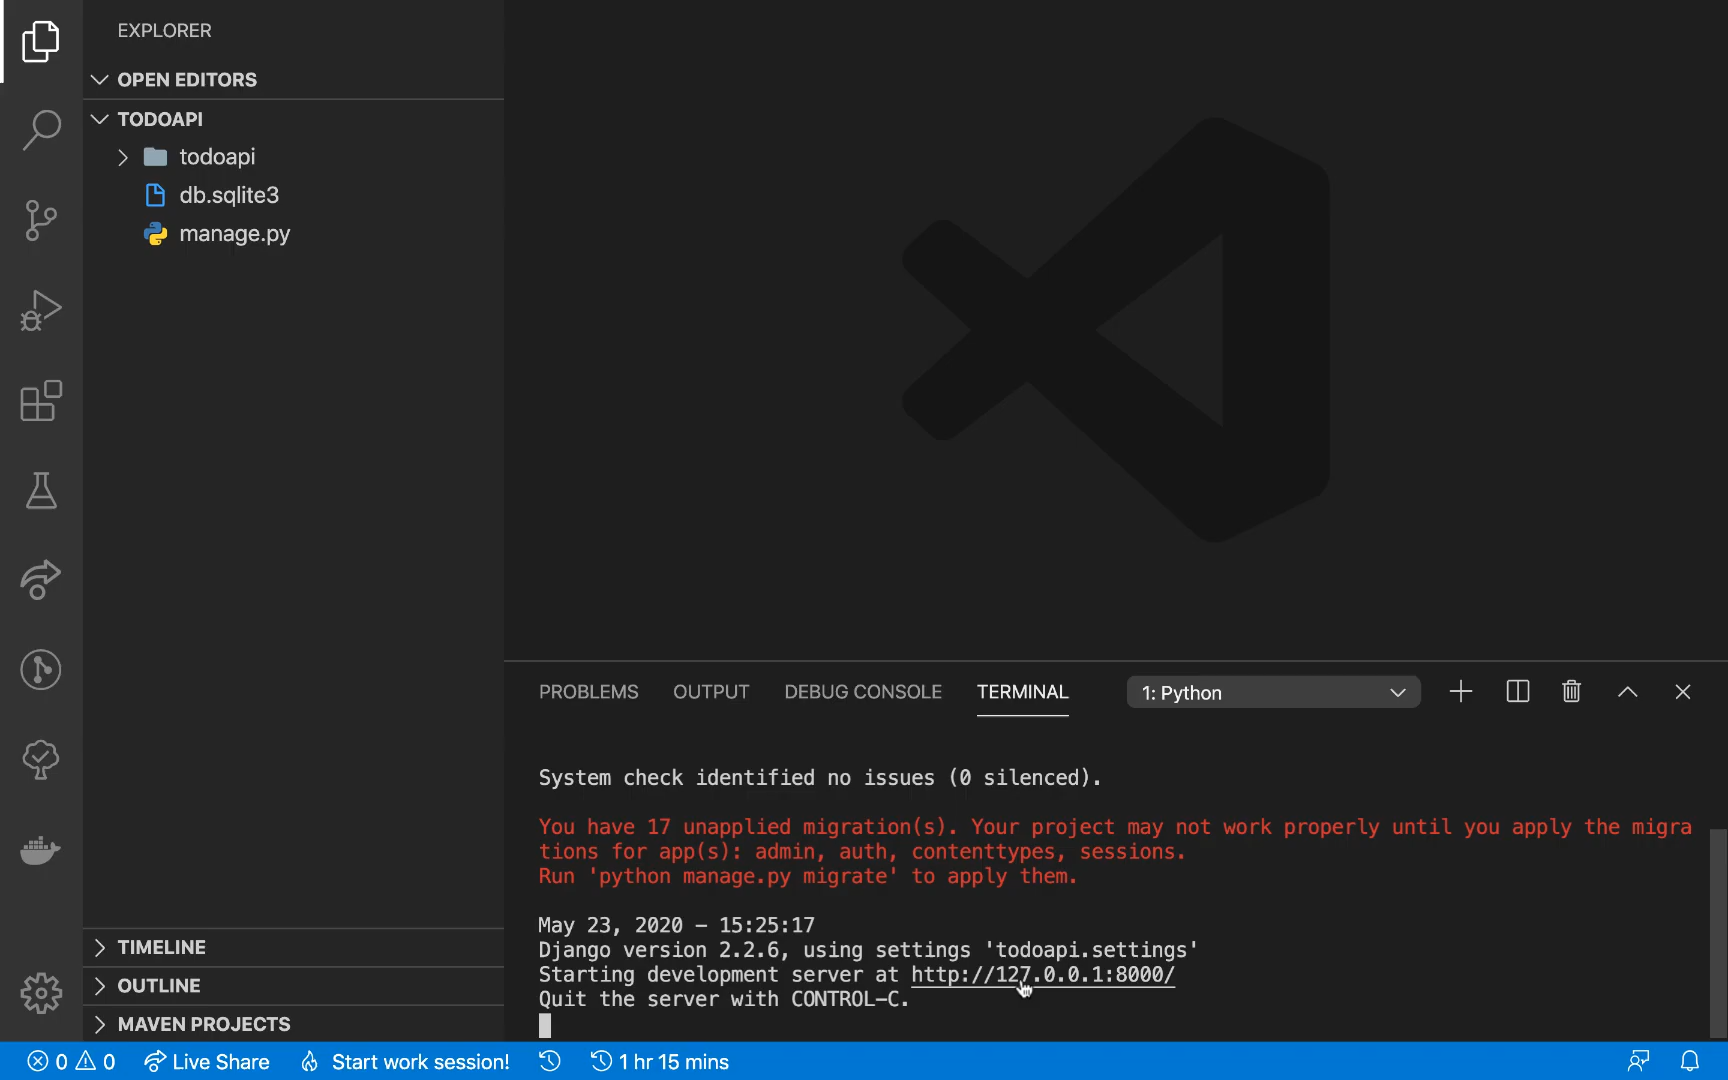 EXPLORER
OPEN EDITORS
TODOAPI
todoapi
db.sqlite3
manage.py
TIMELINE
OUTLINE
MAVEN PROJECTS
PROBLEMS OUTPUT DEBUG CONSOLE TERMINAL 1: Python
System check identified no issues (0 silenced).
You have 17 unapplied migration(s). Your project may not work properly until you apply the migra
tions for app(s): admin, auth, contenttypes, sessions.
Run 'python manage.py migrate' to apply them.
May 23, 2020 - 15:25:17
Django version 2.2.6, using settings 'todoapi.settings'
Starting development server at http://127.0.0.1:8000/
Quit the server with CONTROL-C.
0 0 Live Share Start work session! 1 hr 15 mins